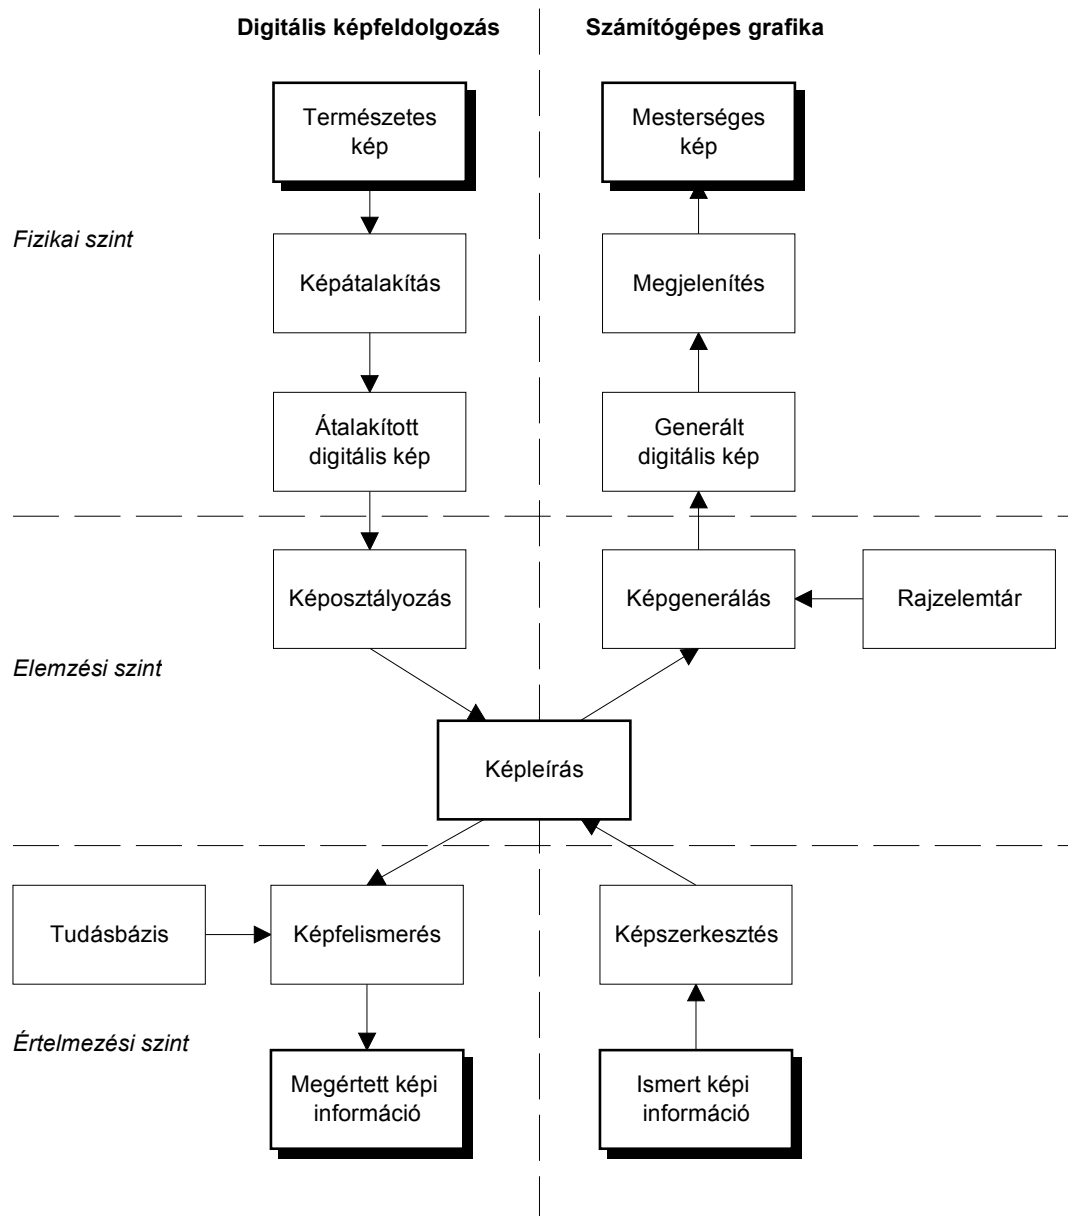 Digitális képfeldolgozás
Számítógépes grafika
Természetes
kép
Mesterséges
kép
Fizikai szint
Képátalakítás
Megjelenítés
Átalakított
digitális kép
Generált
digitális kép
Képosztályozás
Képgenerálás
Rajzelemtár
Elemzési szint
Képleírás
Tudásbázis
Képfelismerés
Képszerkesztés
Értelmezési szint
Megértett képi
információ
Ismert képi
információ